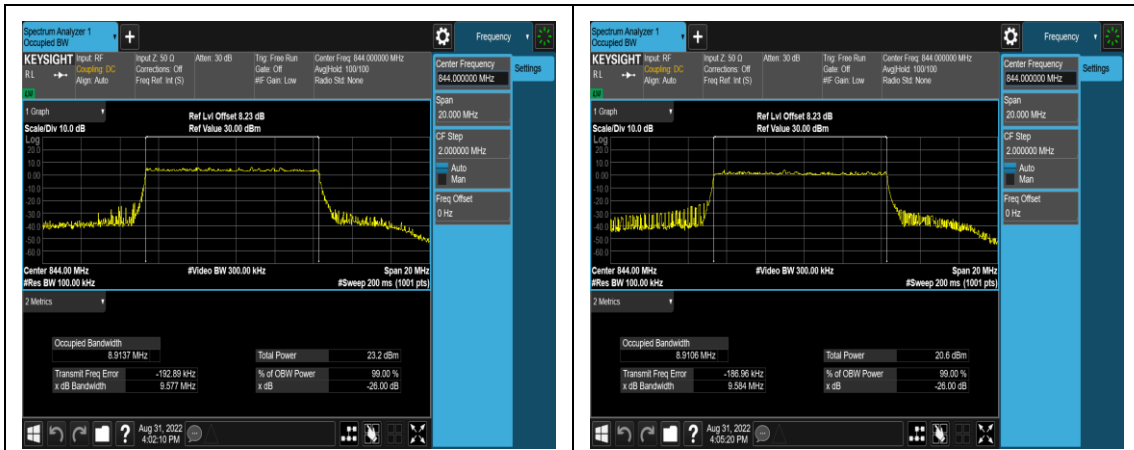 Spectrum Analyzer 1
Occupied BW
Frequency
KEYSIGHT
Input: RF
Coupling: DC
Align: Auto
Input Z: 50 Ω
Corrections: Off
Freq Ref: Int (S)
Atten: 30 dB
Trig: Free Run
Gate: Off
#IF Gain: Low
Center Freq: 844.000000 MHz
Avg|Hold: 100/100
Radio Std: None
RL
LXI
Center Frequency
844.000000 MHz
Settings
Span
20.000 MHz
CF Step
2.000000 MHz
Auto
Man
Freq Offset
0 Hz
1 Graph
Scale/Div 10.0 dB
Ref Lvl Offset 8.23 dB
Ref Value 30.00 dBm
Log
20.0
10.0
0.00
-10.0
-20.0
-30.0
-40.0
-50.0
-60.0
Center 844.00 MHz
#Res BW 100.00 kHz
#Video BW 300.00 kHz
Span 20 MHz
#Sweep 200 ms (1001 pts)
2 Metrics
Occupied Bandwidth
8.9137 MHz
Total Power 23.2 dBm
Transmit Freq Error -192.89 kHz
% of OBW Power 99.00 %
x dB Bandwidth 9.577 MHz
x dB -26.00 dB
?
Aug 31, 2022
4:02:10 PM
Spectrum Analyzer 1
Occupied BW
Frequency
KEYSIGHT
Input: RF
Coupling: DC
Align: Auto
Input Z: 50 Ω
Corrections: Off
Freq Ref: Int (S)
Atten: 30 dB
Trig: Free Run
Gate: Off
#IF Gain: Low
Center Freq: 844.000000 MHz
Avg|Hold: 100/100
Radio Std: None
RL
LXI
Center Frequency
844.000000 MHz
Settings
Span
20.000 MHz
CF Step
2.000000 MHz
Auto
Man
Freq Offset
0 Hz
1 Graph
Scale/Div 10.0 dB
Ref Lvl Offset 8.23 dB
Ref Value 30.00 dBm
Log
20.0
10.0
0.00
-10.0
-20.0
-30.0
-40.0
-50.0
-60.0
Center 844.00 MHz
#Res BW 100.00 kHz
#Video BW 300.00 kHz
Span 20 MHz
#Sweep 200 ms (1001 pts)
2 Metrics
Occupied Bandwidth
8.9106 MHz
Total Power 20.6 dBm
Transmit Freq Error -186.96 kHz
% of OBW Power 99.00 %
x dB Bandwidth 9.584 MHz
x dB -26.00 dB
?
Aug 31, 2022
4:05:20 PM